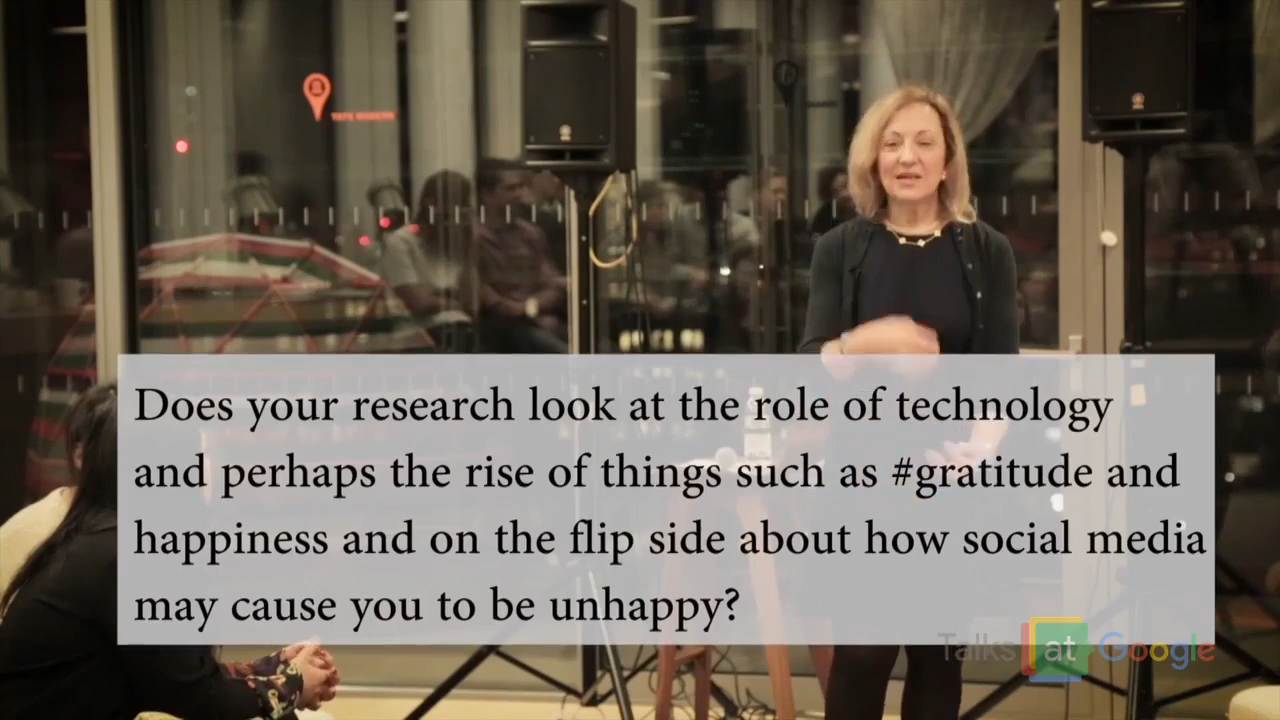 TATE MODERN
Does your research look at the role of technology
and perhaps the rise of things such as #gratitude and
happiness and on the flip side about how social media
may cause you to be unhappy?
Talks at Google